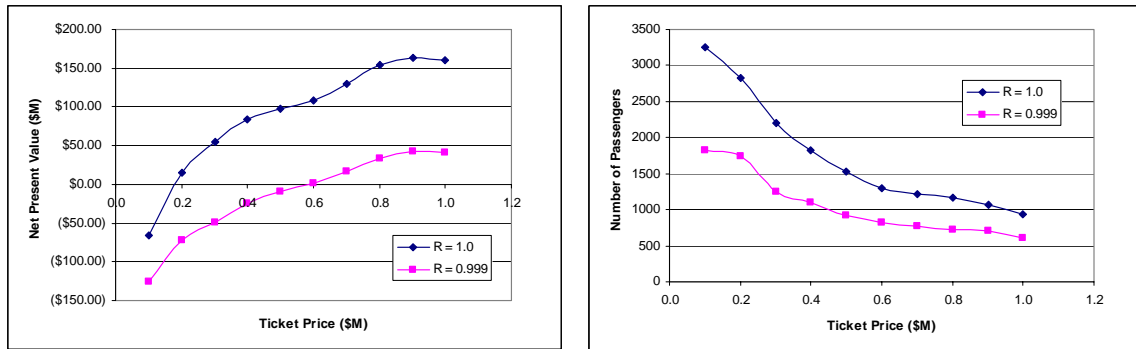 $200.00
$150.00
$100.00
$50.00
$0.00
($50.00)
($100.00)
($150.00)
0.0 0.2 0.4 0.6 0.8 1.0 1.2
Net Present Value ($M)
Ticket Price ($M)
R = 1.0
R = 0.999
3500
3000
2500
2000
1500
1000
500
0
0.0 0.2 0.4 0.6 0.8 1.0 1.2
Number of Passengers
Ticket Price ($M)
R = 1.0
R = 0.999